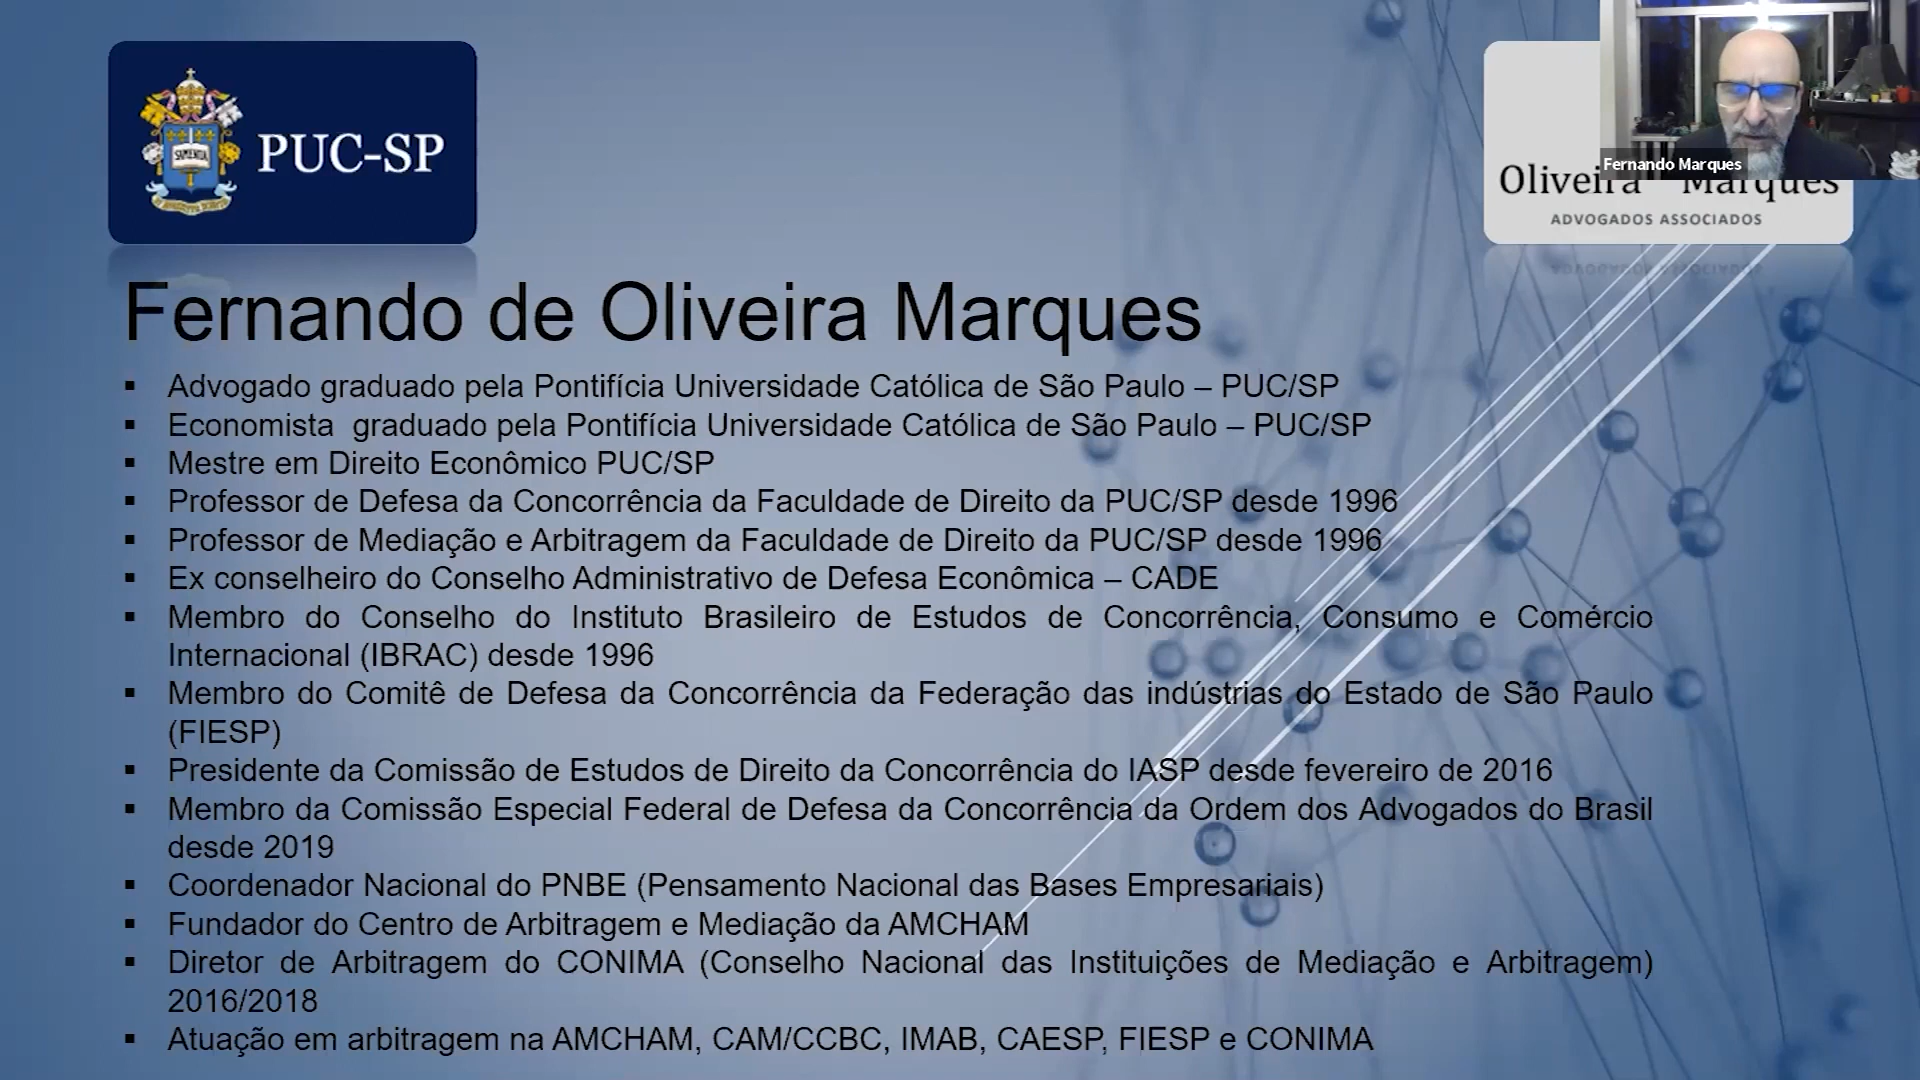 SAPIENTIA
PUC-SP
Fernando Marques
Oliveira Marques
ADVOGADOS ASSOCIADOS
Fernando de Oliveira Marques
▪ Advogado graduado pela Pontifícia Universidade Católica de São Paulo – PUC/SP
▪ Economista graduado pela Pontifícia Universidade Católica de São Paulo – PUC/SP
▪ Mestre em Direito Econômico PUC/SP
▪ Professor de Defesa da Concorrência da Faculdade de Direito da PUC/SP desde 1996
▪ Professor de Mediação e Arbitragem da Faculdade de Direito da PUC/SP desde 1996
▪ Ex conselheiro do Conselho Administrativo de Defesa Econômica – CADE
▪ Membro do Conselho do Instituto Brasileiro de Estudos de Concorrência, Consumo e Comércio
Internacional (IBRAC) desde 1996
▪ Membro do Comitê de Defesa da Concorrência da Federação das indústrias do Estado de São Paulo
(FIESP)
▪ Presidente da Comissão de Estudos de Direito da Concorrência do IASP desde fevereiro de 2016
▪ Membro da Comissão Especial Federal de Defesa da Concorrência da Ordem dos Advogados do Brasil
desde 2019
▪ Coordenador Nacional do PNBE (Pensamento Nacional das Bases Empresariais)
▪ Fundador do Centro de Arbitragem e Mediação da AMCHAM
▪ Diretor de Arbitragem do CONIMA (Conselho Nacional das Instituições de Mediação e Arbitragem)
2016/2018
▪ Atuação em arbitragem na AMCHAM, CAM/CCBC, IMAB, CAESP, FIESP e CONIMA